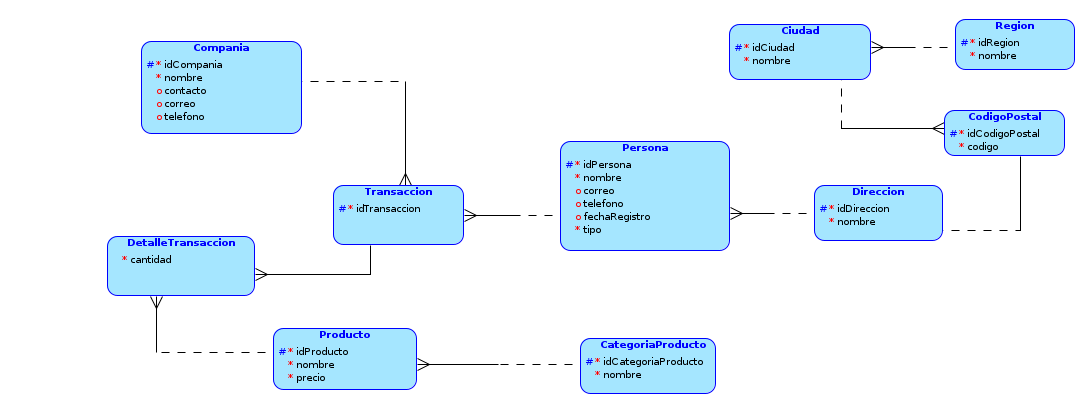 Compania
#* idCompania
* nombre
o contacto
o correo
o telefono
Ciudad
#* idCiudad
* nombre
Region
#* idRegion
* nombre
CodigoPostal
#* idCodigoPostal
* codigo
Persona
#* idPersona
* nombre
o correo
o telefono
o fechaRegistro
* tipo
Transaccion
#* idTransaccion
Direccion
#* idDireccion
* nombre
DetalleTransaccion
* cantidad
Producto
#* idProducto
* nombre
* precio
CategoriaProducto
#* idCategoriaProducto
* nombre